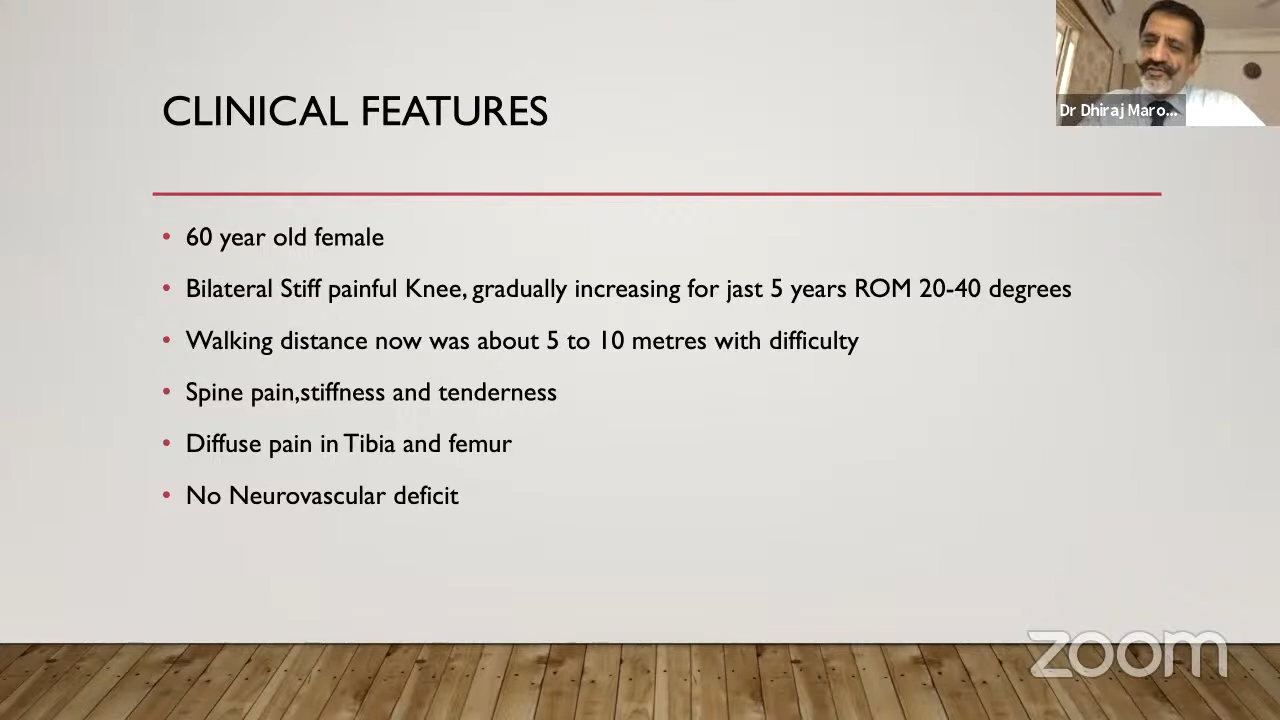 Dr Dhiraj Maro...
CLINICAL FEATURES
• 60 year old female
• Bilateral Stiff painful Knee, gradually increasing for jast 5 years ROM 20-40 degrees
• Walking distance now was about 5 to 10 metres with difficulty
• Spine pain,stiffness and tenderness
• Diffuse pain in Tibia and femur
• No Neurovascular deficit
zoom